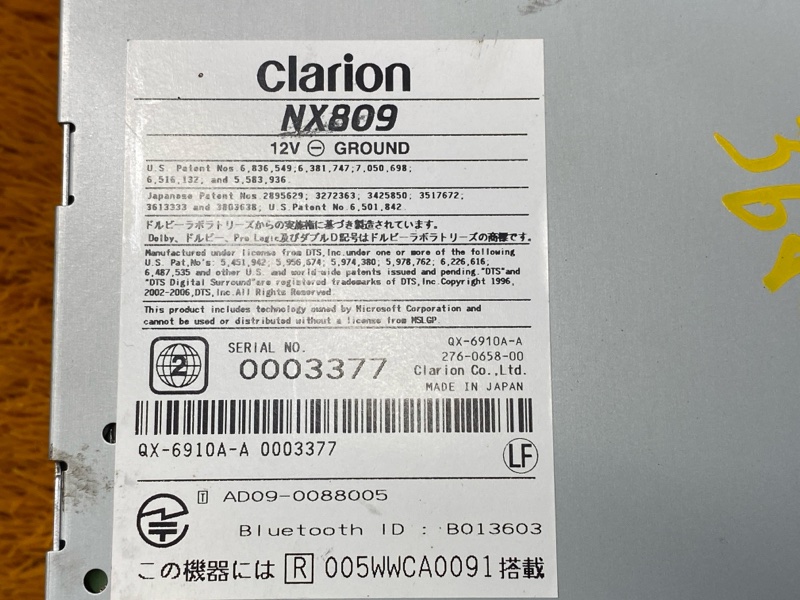 clarion
NX809
12V ⊖ GROUND
U.S. Patent Nos.6,836,549;6,381,747;7,050,698;
6,516,132, and 5,583,936
Japanese Patent Nos 2895629; 3272363; 3425850; 3517672;
3613333 and 3803638; U.S.Patent No.6,501,842
ドルビーラボラトリーズからの実施権に基づき製造されています。
Dolby、ドルビー、Pro Logic及びダブルD記号はドルビーラボラトリーズの商標です。
Manufactured under license from DTS,Inc.under one or more of the following
U.S. Pat,No's: 5,451,942; 5,956,674; 5,974,380; 5,978,762; 6,226,616;
6,487,535 and other U.S. and world-wide patents issued and pending."DTS"and
"DTS Digital Surround"are registered trademarks of DTS,Inc.Copyright 1996,
2002-2006,DTS,Inc.All Rights Reserved.
This product includes technology owned by Microsoft Corporation and
cannot be used or distributed without a license from MSLGP.
2
SERIAL NO.
0003377
QX-6910A-A
276-0658-00
Clarion Co.,Ltd.
MADE IN JAPAN
QX-6910A-A 0003377
LF
T AD09-0088005
Bluetooth ID : B013603
この機器には R 005WWCA0091搭載